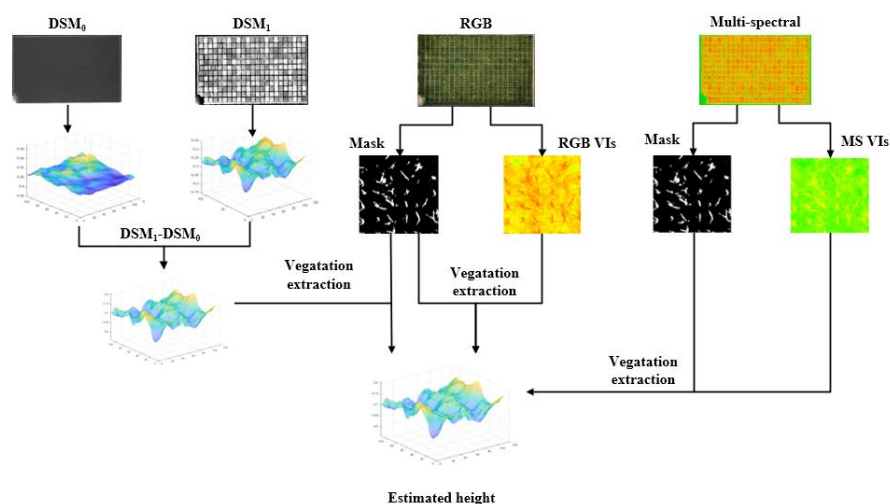 DSM₀
DSM₁
RGB
Multi-spectral
Mask
RGB VIs
Mask
MS VIs
DSM₁-DSM₀
Vegatation
extraction
Vegatation
extraction
Vegatation
extraction
Estimated height